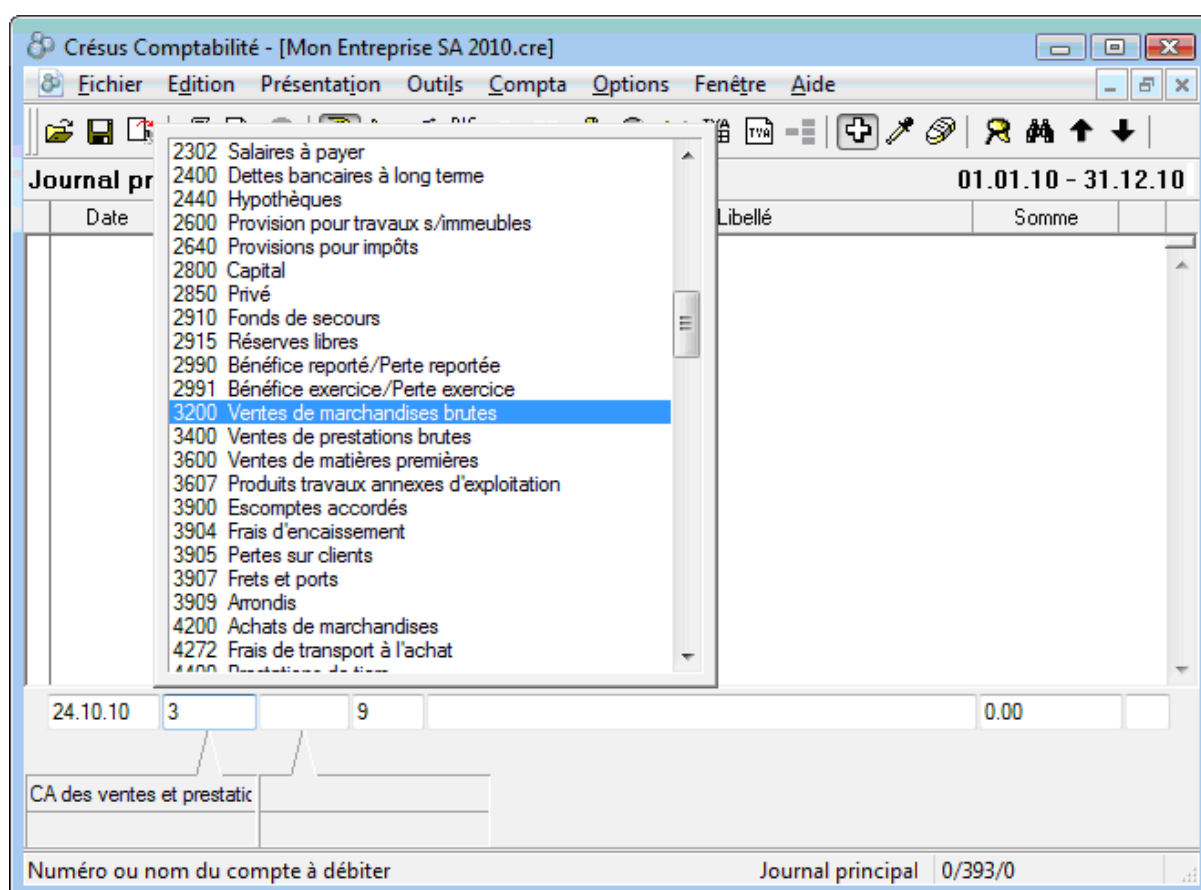 Crésus Comptabilité - [Mon Entreprise SA 2010.cre]
Fichier Edition Présentation Outils Compta Options Fenêtre Aide
TVA
Journal pr 01.01.10 - 31.12.10
Date Libellé Somme
2302 Salaires à payer
2400 Dettes bancaires à long terme
2440 Hypothèques
2600 Provision pour travaux s/immeubles
2640 Provisions pour impôts
2800 Capital
2850 Privé
2910 Fonds de secours
2915 Réserves libres
2990 Bénéfice reporté/Perte reportée
2991 Bénéfice exercice/Perte exercice
3200 Ventes de marchandises brutes
3400 Ventes de prestations brutes
3600 Ventes de matières premières
3607 Produits travaux annexes d'exploitation
3900 Escomptes accordés
3904 Frais d'encaissement
3905 Pertes sur clients
3907 Frets et ports
3909 Arrondis
4200 Achats de marchandises
4272 Frais de transport à l'achat
24.10.10 3 9 0.00
CA des ventes et prestatic
Numéro ou nom du compte à débiter Journal principal 0/393/0